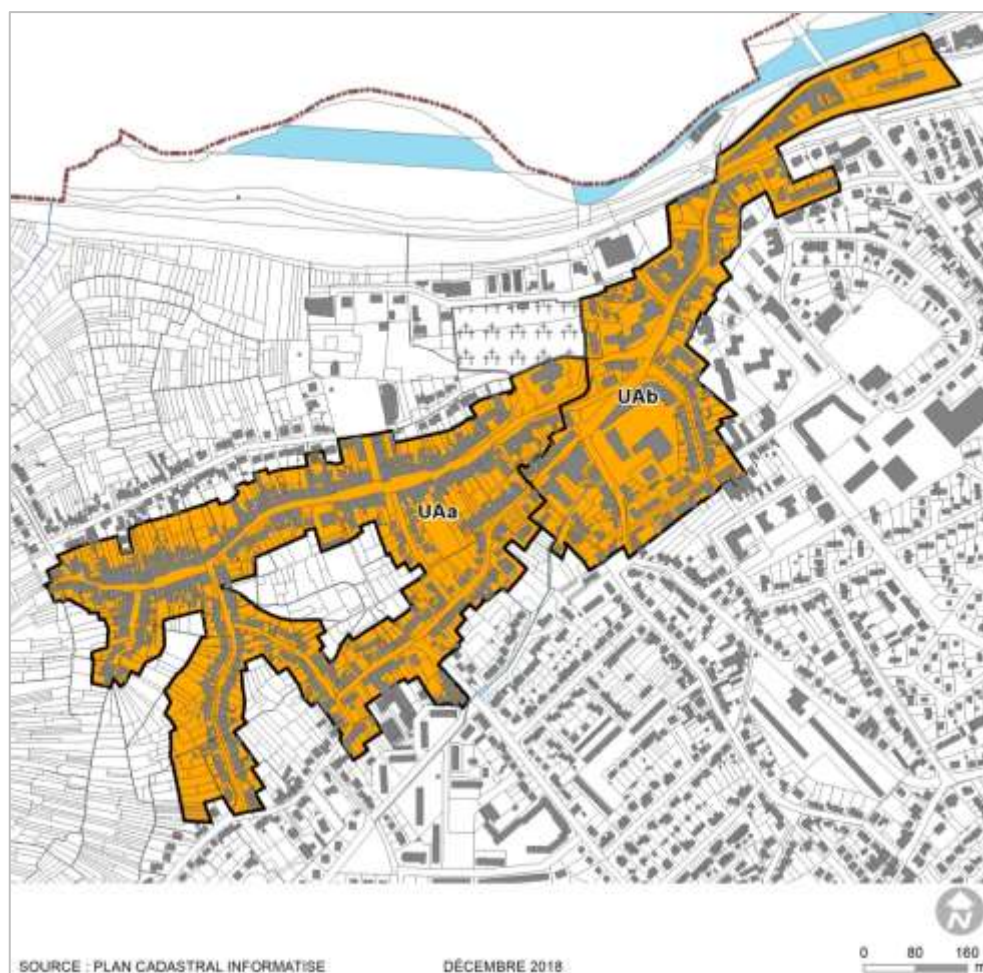 UAb
UAa
N
SOURCE : PLAN CADASTRAL INFORMATISE
DÉCEMBRE 2018
0 80 160
m